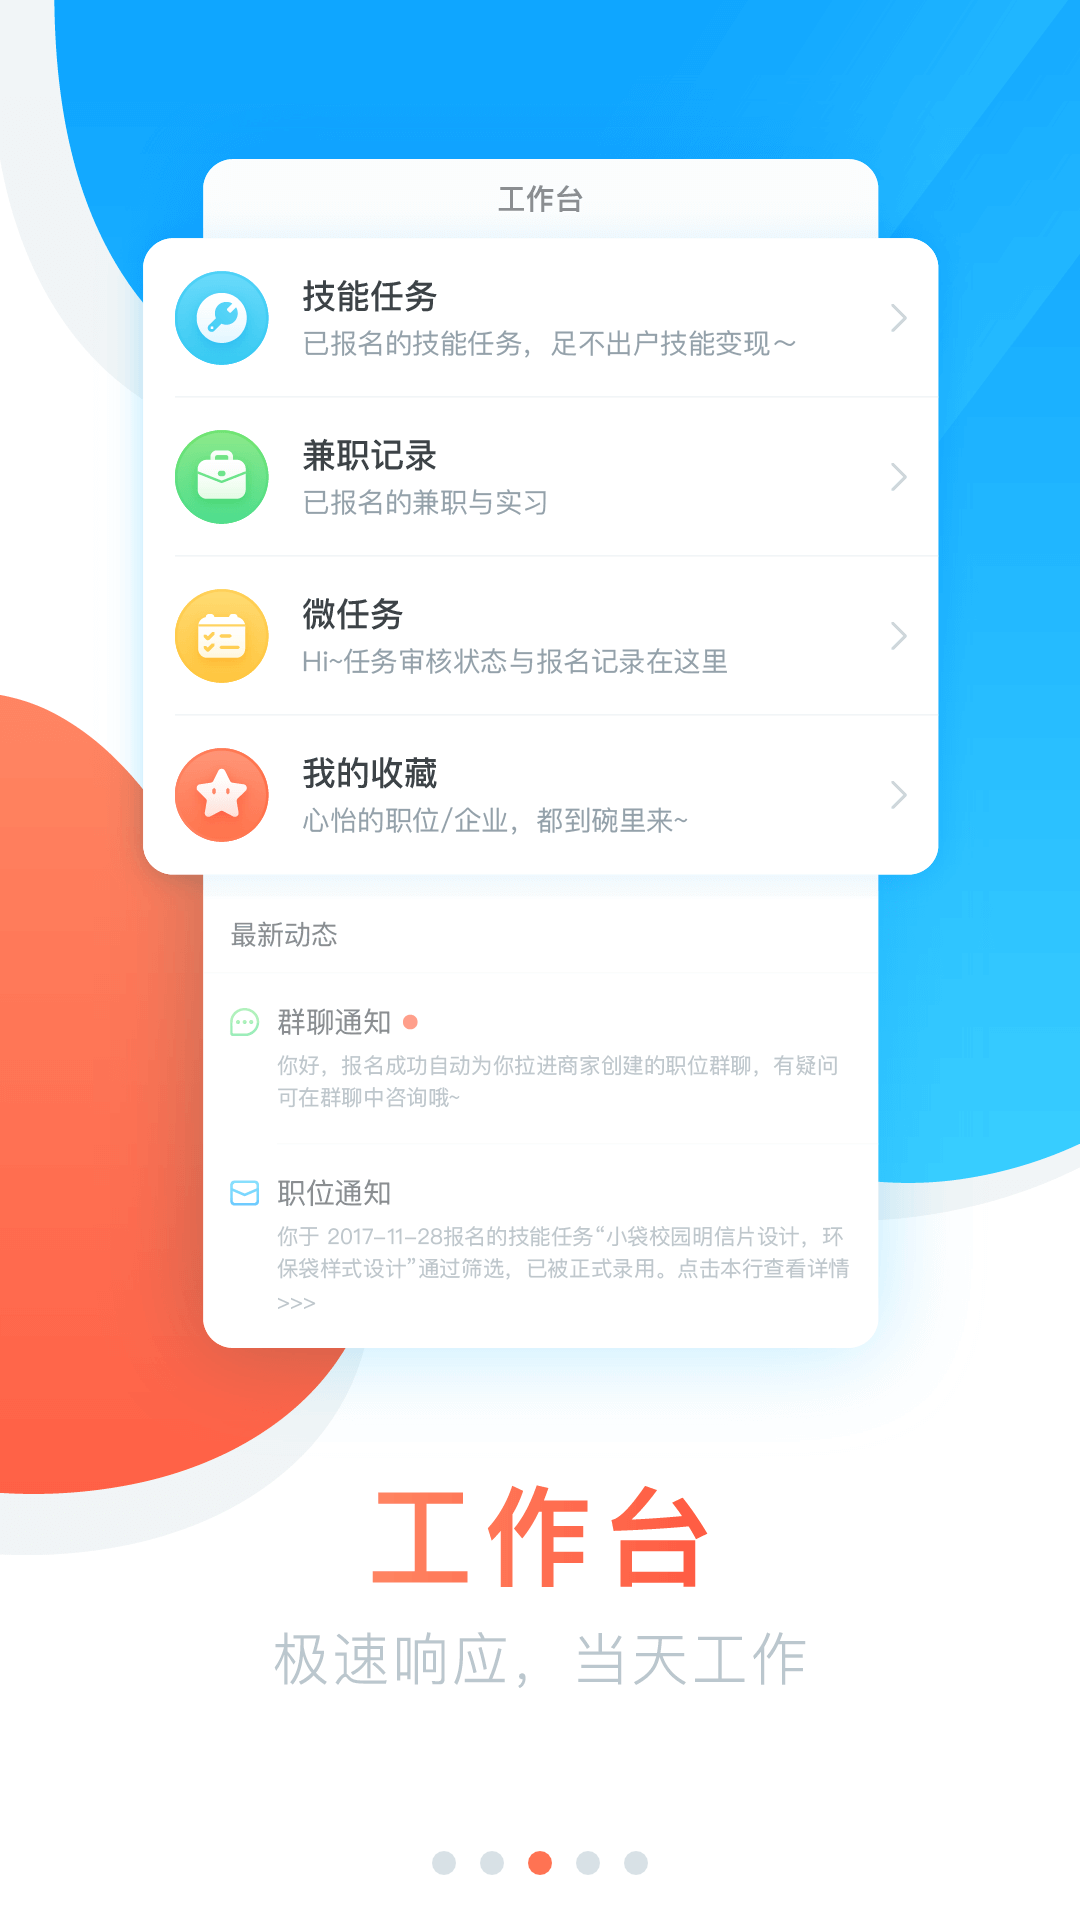 工作台
技能任务
已报名的技能任务，足不出户技能变现～
兼职记录
已报名的兼职与实习
微任务
Hi~任务审核状态与报名记录在这里
我的收藏
心怡的职位/企业，都到碗里来~
最新动态
群聊通知
你好，报名成功自动为你拉进商家创建的职位群聊，有疑问
可在群聊中咨询哦~
职位通知
你于 2017-11-28报名的技能任务“小袋校园明信片设计，环
保袋样式设计”通过筛选，已被正式录用。点击本行查看详情
>>>
工作台
极速响应，当天工作